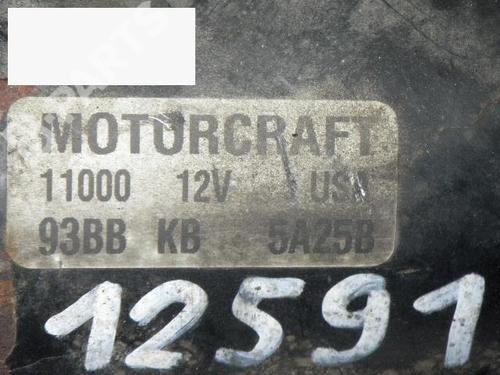 MOTORCRAFT
11000 12V USA
93BB KB 5A25B
12591